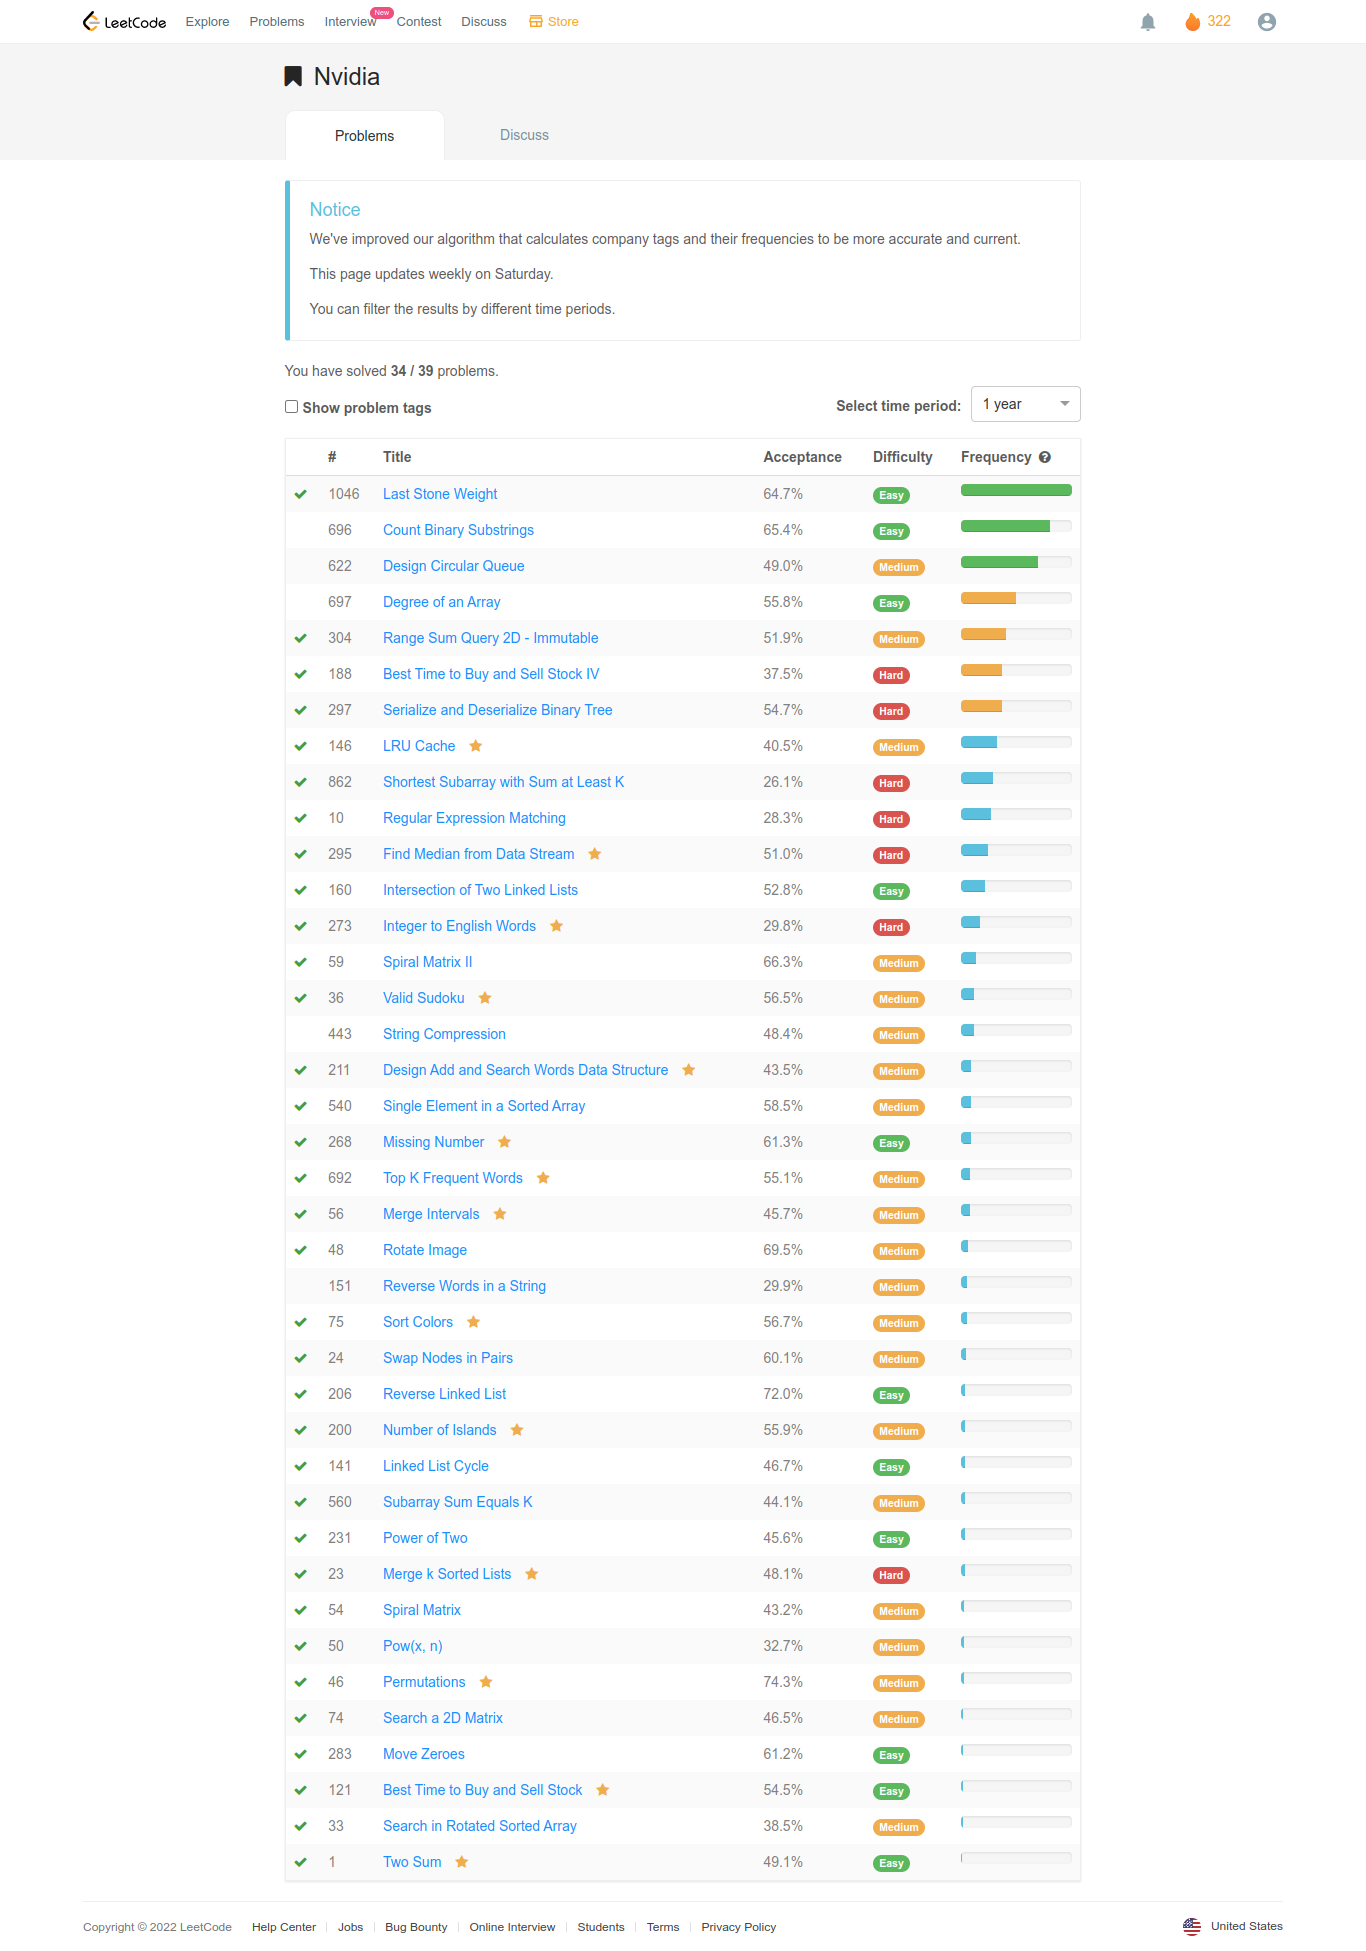 LeetCode Explore Problems Interview New Contest Discuss Store 322
Nvidia
Problems Discuss
Notice
We've improved our algorithm that calculates company tags and their frequencies to be more accurate and current.
This page updates weekly on Saturday.
You can filter the results by different time periods.
You have solved 34 / 39 problems.
Show problem tags Select time period: 1 year
# Title Acceptance Difficulty Frequency
1046 Last Stone Weight 64.7% Easy
696 Count Binary Substrings 65.4% Easy
622 Design Circular Queue 49.0% Medium
697 Degree of an Array 55.8% Easy
304 Range Sum Query 2D - Immutable 51.9% Medium
188 Best Time to Buy and Sell Stock IV 37.5% Hard
297 Serialize and Deserialize Binary Tree 54.7% Hard
146 LRU Cache 40.5% Medium
862 Shortest Subarray with Sum at Least K 26.1% Hard
10 Regular Expression Matching 28.3% Hard
295 Find Median from Data Stream 51.0% Hard
160 Intersection of Two Linked Lists 52.8% Easy
273 Integer to English Words 29.8% Hard
59 Spiral Matrix II 66.3% Medium
36 Valid Sudoku 56.5% Medium
443 String Compression 48.4% Medium
211 Design Add and Search Words Data Structure 43.5% Medium
540 Single Element in a Sorted Array 58.5% Medium
268 Missing Number 61.3% Easy
692 Top K Frequent Words 55.1% Medium
56 Merge Intervals 45.7% Medium
48 Rotate Image 69.5% Medium
151 Reverse Words in a String 29.9% Medium
75 Sort Colors 56.7% Medium
24 Swap Nodes in Pairs 60.1% Medium
206 Reverse Linked List 72.0% Easy
200 Number of Islands 55.9% Medium
141 Linked List Cycle 46.7% Easy
560 Subarray Sum Equals K 44.1% Medium
231 Power of Two 45.6% Easy
23 Merge k Sorted Lists 48.1% Hard
54 Spiral Matrix 43.2% Medium
50 Pow(x, n) 32.7% Medium
46 Permutations 74.3% Medium
74 Search a 2D Matrix 46.5% Medium
283 Move Zeroes 61.2% Easy
121 Best Time to Buy and Sell Stock 54.5% Easy
33 Search in Rotated Sorted Array 38.5% Medium
1 Two Sum 49.1% Easy
Copyright © 2022 LeetCode Help Center Jobs Bug Bounty Online Interview Students Terms Privacy Policy United States